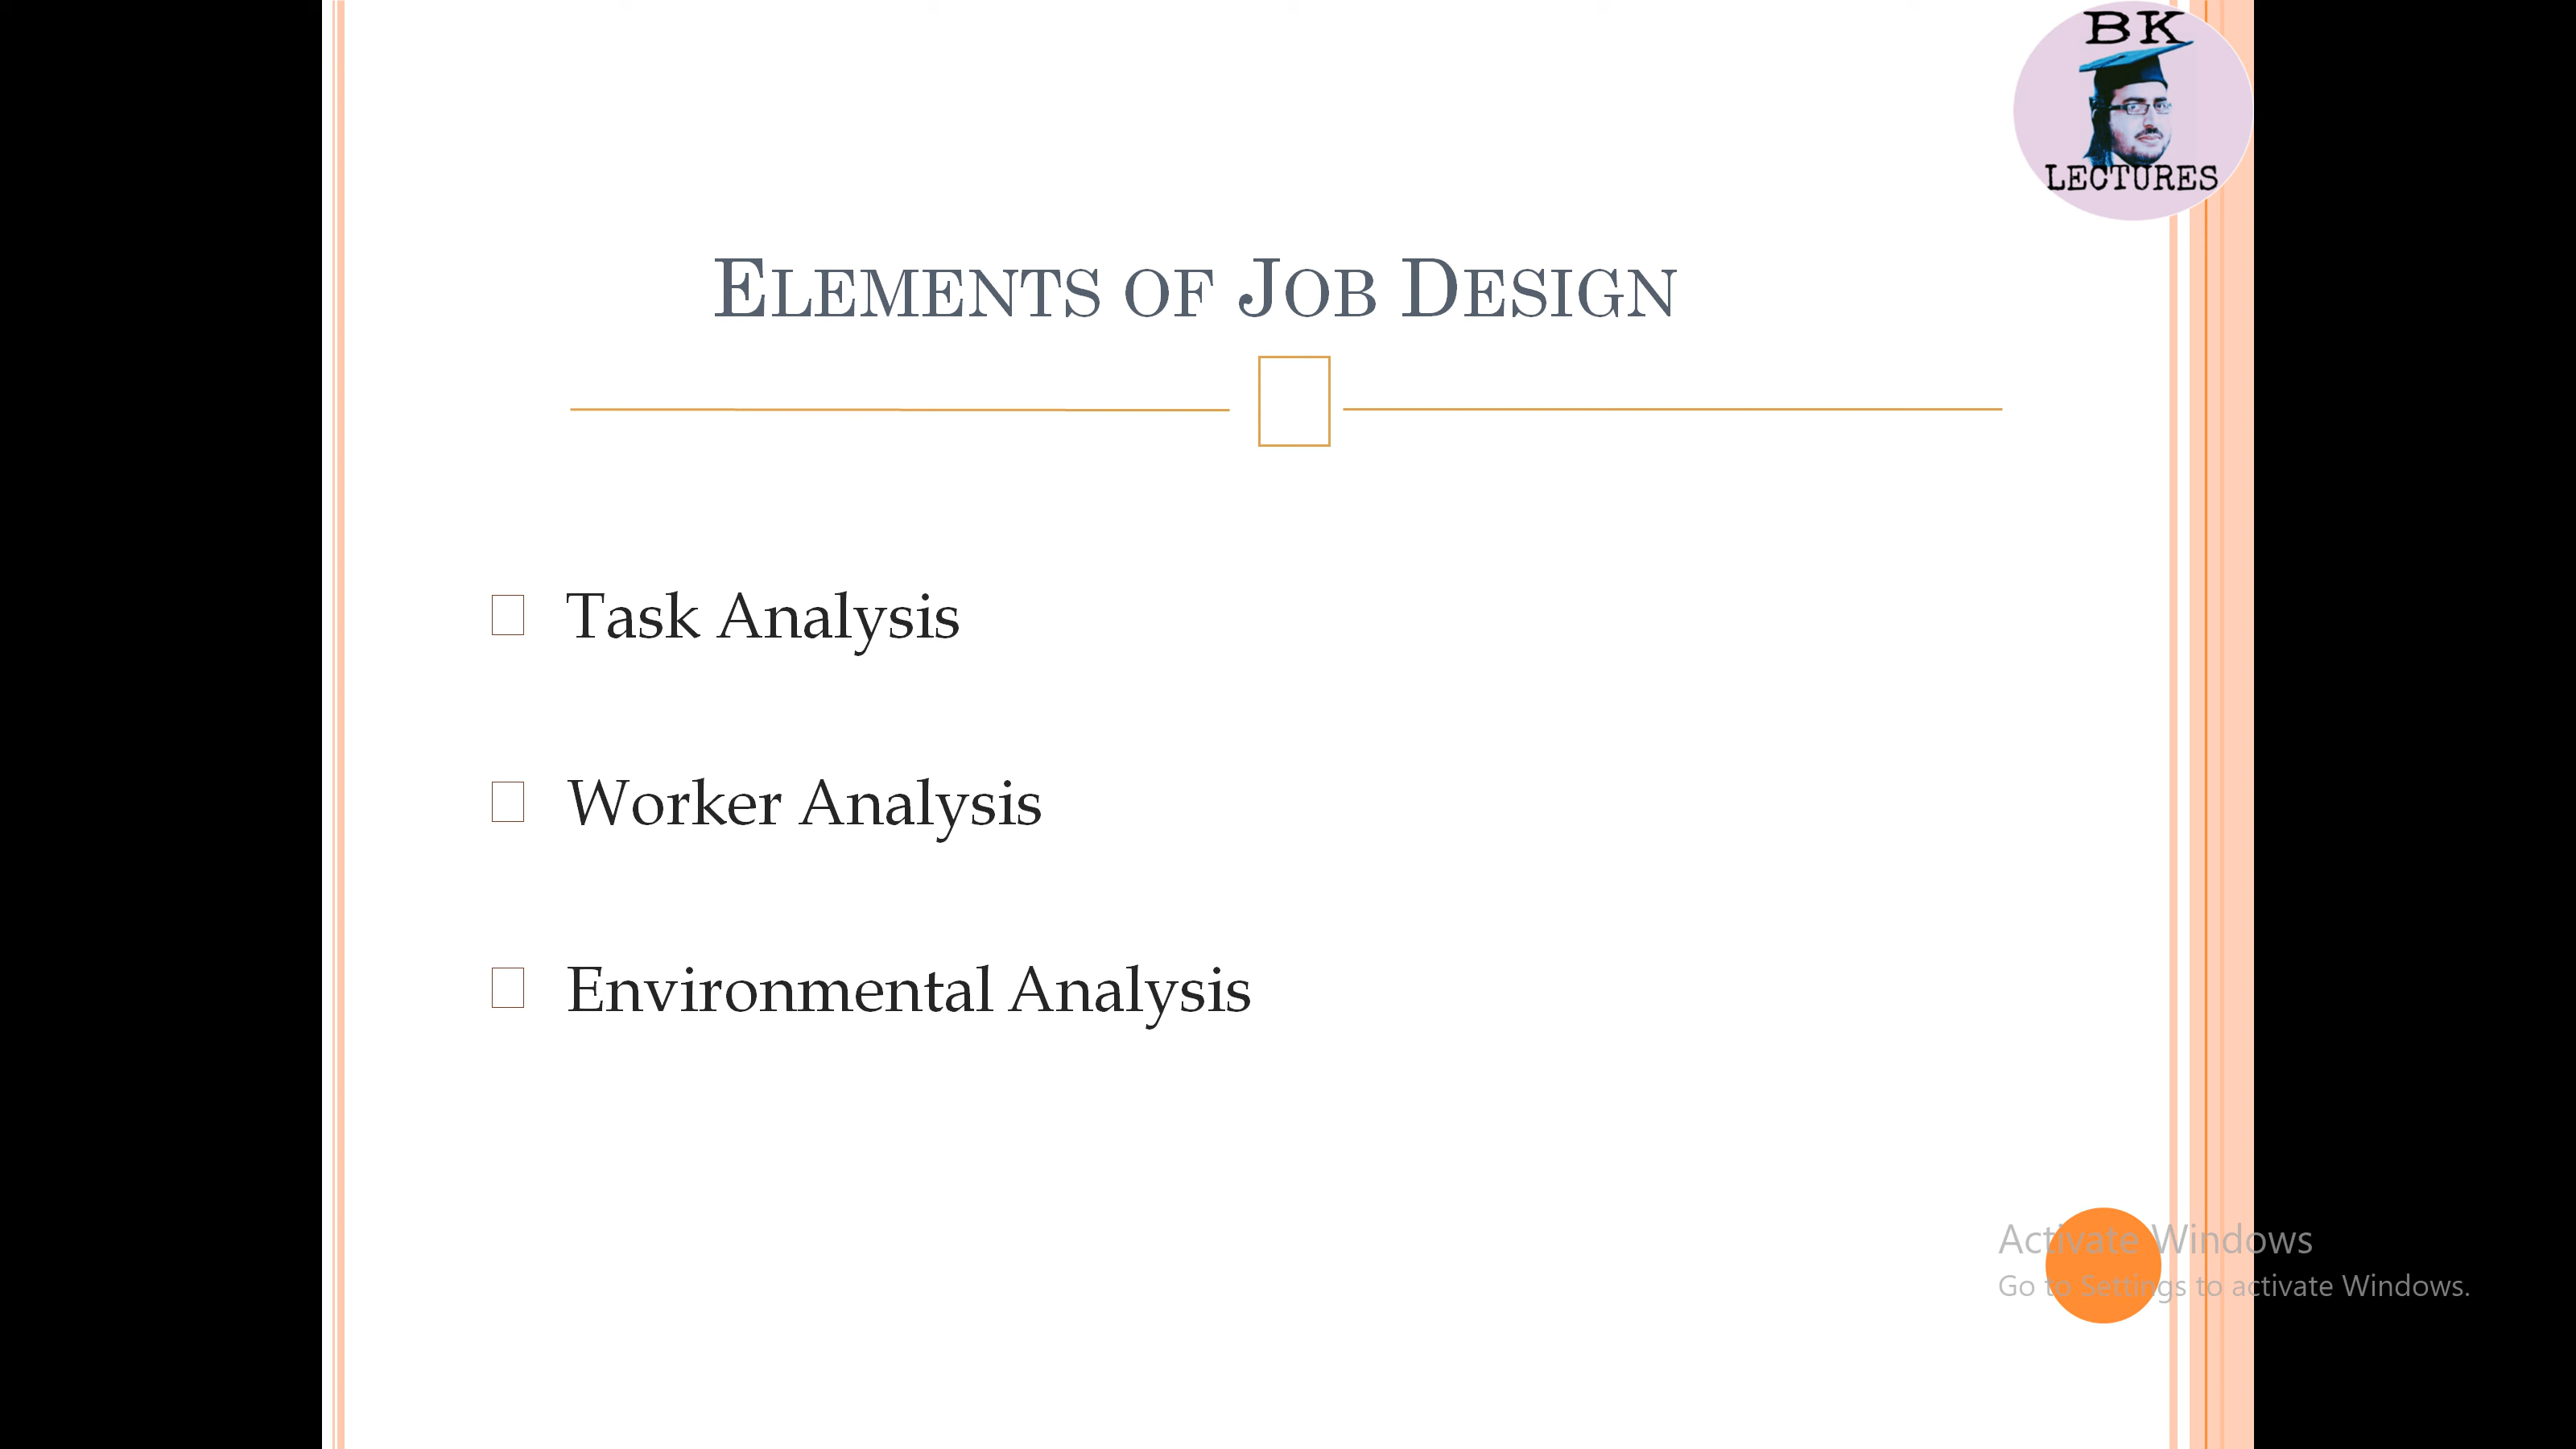 BK
LECTURES
ELEMENTS OF JOB DESIGN
Task Analysis
Worker Analysis
Environmental Analysis
Activate Windows
Go to Settings to activate Windows.